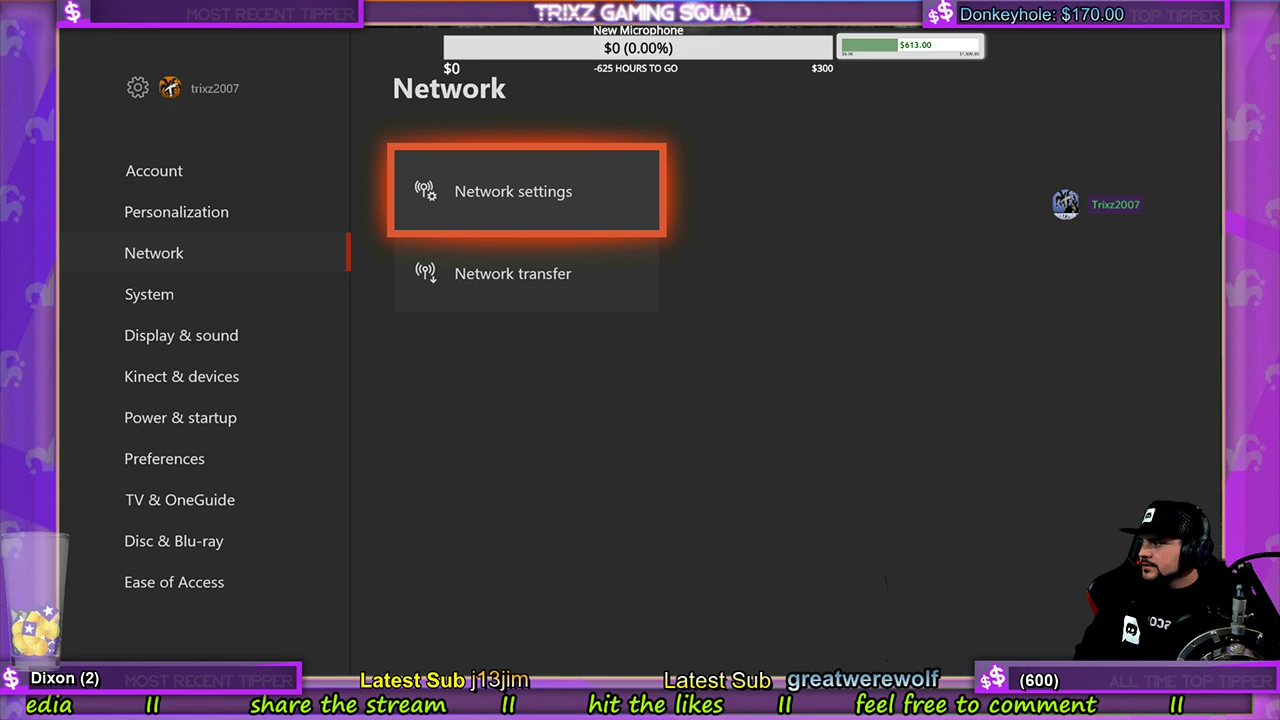 MOST RECENT TIPPER
TRIXZ GAMING SQUAD
Donkeyhole: $170.00
TOP TIPPER
New Microphone
$0 (0.00%)
$0
-625 HOURS TO GO
$300
$613.00
trixz2007
Network
Account
Personalization
Network
System
Display & sound
Kinect & devices
Power & startup
Preferences
TV & OneGuide
Disc & Blu-ray
Ease of Access
Network settings
Network transfer
Trixz2007
Dixon (2)
MOST RECENT TIPPER
Latest Sub j13jim
Latest Sub greatwerewolf
(600)
ALL TIME TOP TIPPER
edia || share the stream || hit the likes || feel free to comment ||